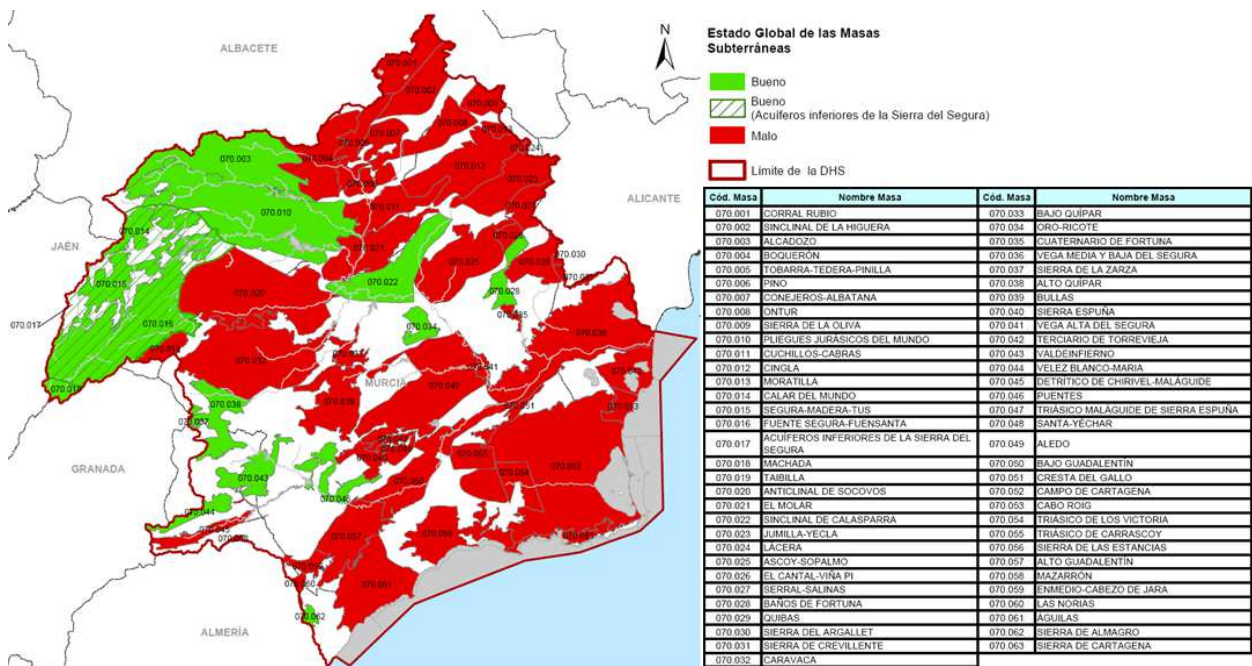 ALBACETE
ALICANTE
JAÉN
MURCIA
GRANADA
ALMERÍA
N
070.001
070.002
070.003
070.010
070.012
070.014
070.016
070.017
070.022
070.028
070.034
070.038
070.043
070.044
070.062
Estado Global de las Masas
Subterráneas
Bueno
Bueno
(Acuíferos inferiores de la Sierra del Segura)
Malo
Límite de la DHS
Cód. Masa Nombre Masa Cód. Masa Nombre Masa
070.001 CORRAL RUBIO 070.033 BAJO QUÍPAR
070.002 SINCLINAL DE LA HIGUERA 070.034 ORO-RICOTE
070.003 ALCADOZO 070.035 CUATERNARIO DE FORTUNA
070.004 BOQUERÓN 070.036 VEGA MEDIA Y BAJA DEL SEGURA
070.005 TOBARRA-TEDERA-PINILLA 070.037 SIERRA DE LA ZARZA
070.006 PINO 070.038 ALTO QUÍPAR
070.007 CONEJEROS-ALBATANA 070.039 BULLAS
070.008 ONTUR 070.040 SIERRA ESPUÑA
070.009 SIERRA DE LA OLIVA 070.041 VEGA ALTA DEL SEGURA
070.010 PLIEGUES JURÁSICOS DEL MUNDO 070.042 TERCIARIO DE TORREVIEJA
070.011 CUCHILLOS-CABRAS 070.043 VALDEINFIERNO
070.012 CINGLA 070.044 VELEZ BLANCO-MARIA
070.013 MORATILLA 070.045 DETRÍTICO DE CHIRIVEL-MALÁGUIDE
070.014 CALAR DEL MUNDO 070.046 PUENTES
070.015 SEGURA-MADERA-TUS 070.047 TRIÁSICO MALÁGUIDE DE SIERRA ESPUÑA
070.016 FUENTE SEGURA-FUENSANTA 070.048 SANTA-YÉCHAR
070.017 ACUÍFEROS INFERIORES DE LA SIERRA DEL SEGURA 070.049 ALEDO
070.018 MACHADA 070.050 BAJO GUADALENTÍN
070.019 TAIBILLA 070.051 CRESTA DEL GALLO
070.020 ANTICLINAL DE SOCOVOS 070.052 CAMPO DE CARTAGENA
070.021 EL MOLAR 070.053 CABO ROIG
070.022 SINCLINAL DE CALASPARRA 070.054 TRIÁSICO DE LOS VICTORIA
070.023 JUMILLA-YECLA 070.055 TRIÁSICO DE CARRASCOY
070.024 LÁCERA 070.056 SIERRA DE LAS ESTANCIAS
070.025 ASCOY-SOPALMO 070.057 ALTO GUADALENTÍN
070.026 EL CANTAL-VIÑA PI 070.058 MAZARRÓN
070.027 SERRAL-SALINAS 070.059 ENMEDIO-CABEZO DE JARA
070.028 BAÑOS DE FORTUNA 070.060 LAS NORIAS
070.029 QUIBAS 070.061 ÁGUILAS
070.030 SIERRA DEL ARGALLET 070.062 SIERRA DE ALMAGRO
070.031 SIERRA DE CREVILLENTE 070.063 SIERRA DE CARTAGENA
070.032 CARAVACA